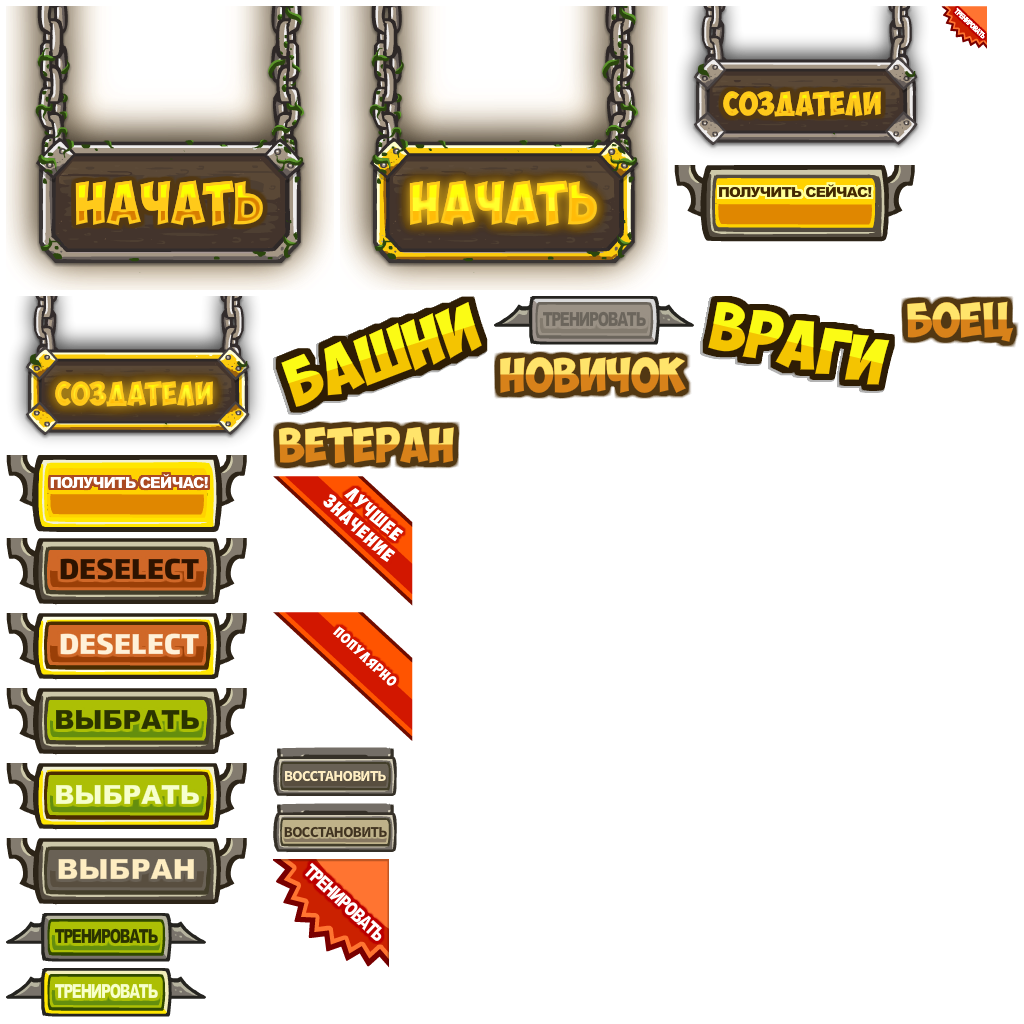 НАЧАТЬ
НАЧАТЬ
СОЗДАТЕЛИ
ТРЕНИРОВАТЬ
ПОЛУЧИТЬ СЕЙЧАС!
СОЗДАТЕЛИ
БАШНИ
ТРЕНИРОВАТЬ
ВРАГИ
БОЕЦ
НОВИЧОК
ВЕТЕРАН
ПОЛУЧИТЬ СЕЙЧАС!
ЛУЧШЕЕ
ЗНАЧЕНИЕ
DESELECT
DESELECT
ПОПУЛЯРНО
ВЫБРАТЬ
ВЫБРАТЬ
ВОССТАНОВИТЬ
ВОССТАНОВИТЬ
ВЫБРАН
ТРЕНИРОВАТЬ
ТРЕНИРОВАТЬ
ТРЕНИРОВАТЬ